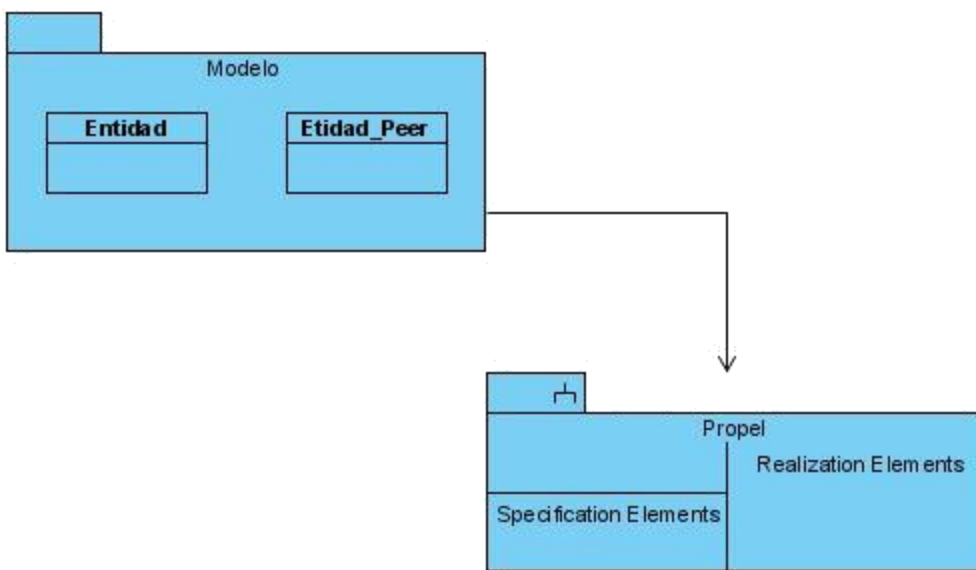 Modelo
Entidad
Etidad_Peer
Propel
Realization Elements
Specification Elements